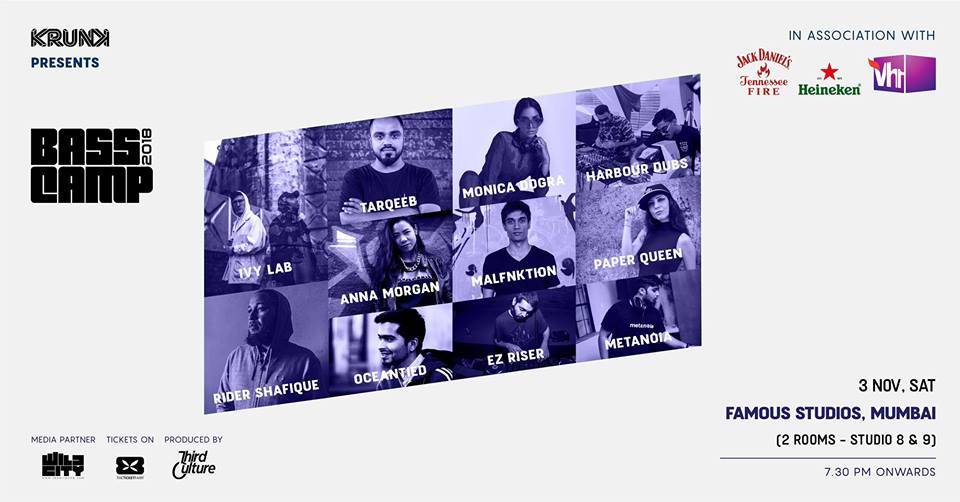 KRUNK
PRESENTS
IN ASSOCIATION WITH
JACK DANIEL'S
Tennessee
FIRE
Heineken
Vh1
BASS
CAMP
2018
TARQEEB
MONICA DOGRA
HARBOUR DUBS
IVY LAB
ANNA MORGAN
MALFNKTION
PAPER QUEEN
RIDER SHAFIQUE
OCEANTIED
EZ RISER
metanoia
METANOIA
3 NOV, SAT
FAMOUS STUDIOS, MUMBAI
(2 ROOMS - STUDIO 8 & 9)
7.30 PM ONWARDS
MEDIA PARTNER
WILD
CITY
TICKETS ON
PRODUCED BY
Third
Culture